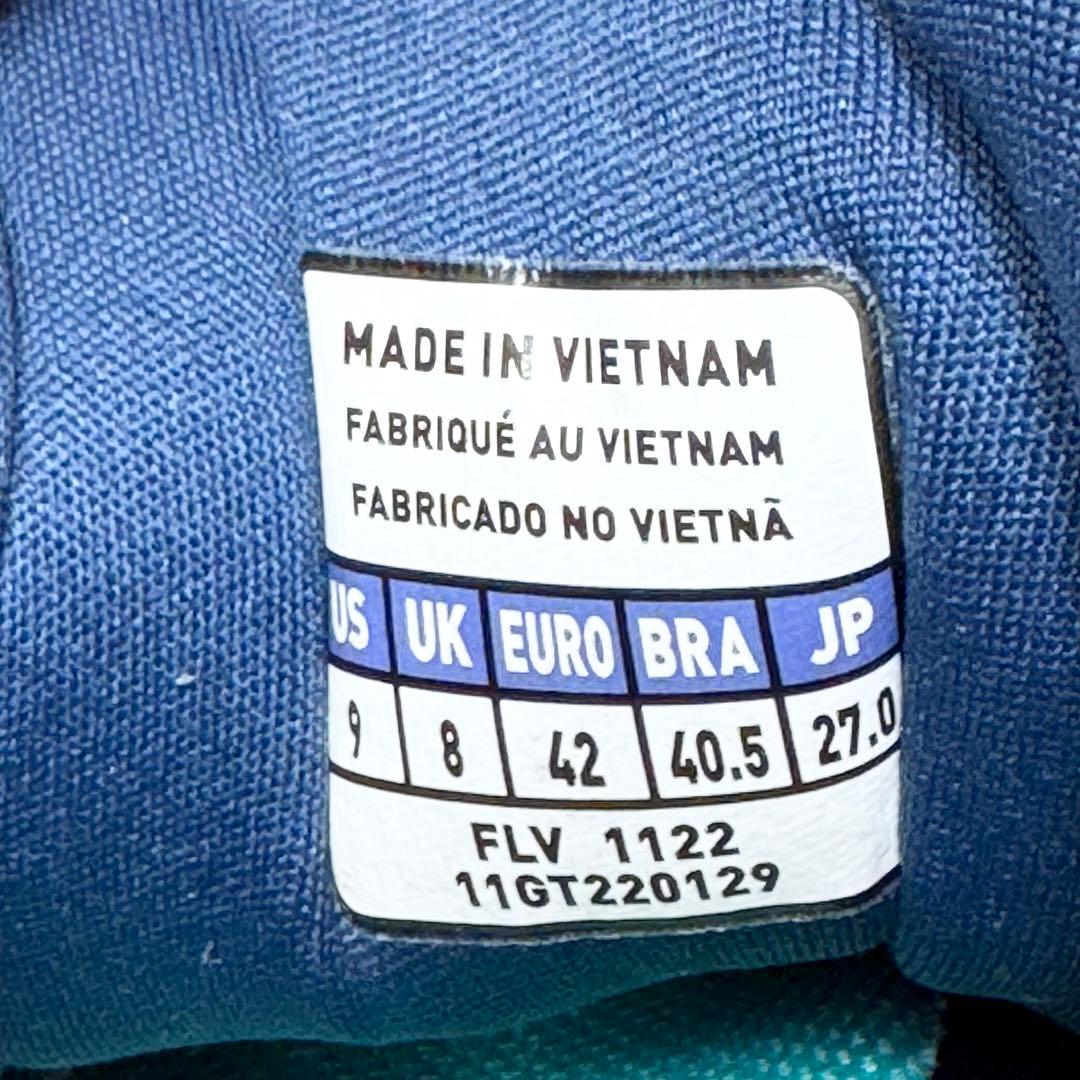 MADE IN VIETNAM
FABRIQUÉ AU VIETNAM
FABRICADO NO VIETNÃ
US UK EURO BRA JP
9 8 42 40.5 27.0
FLV 1122
11GT220129